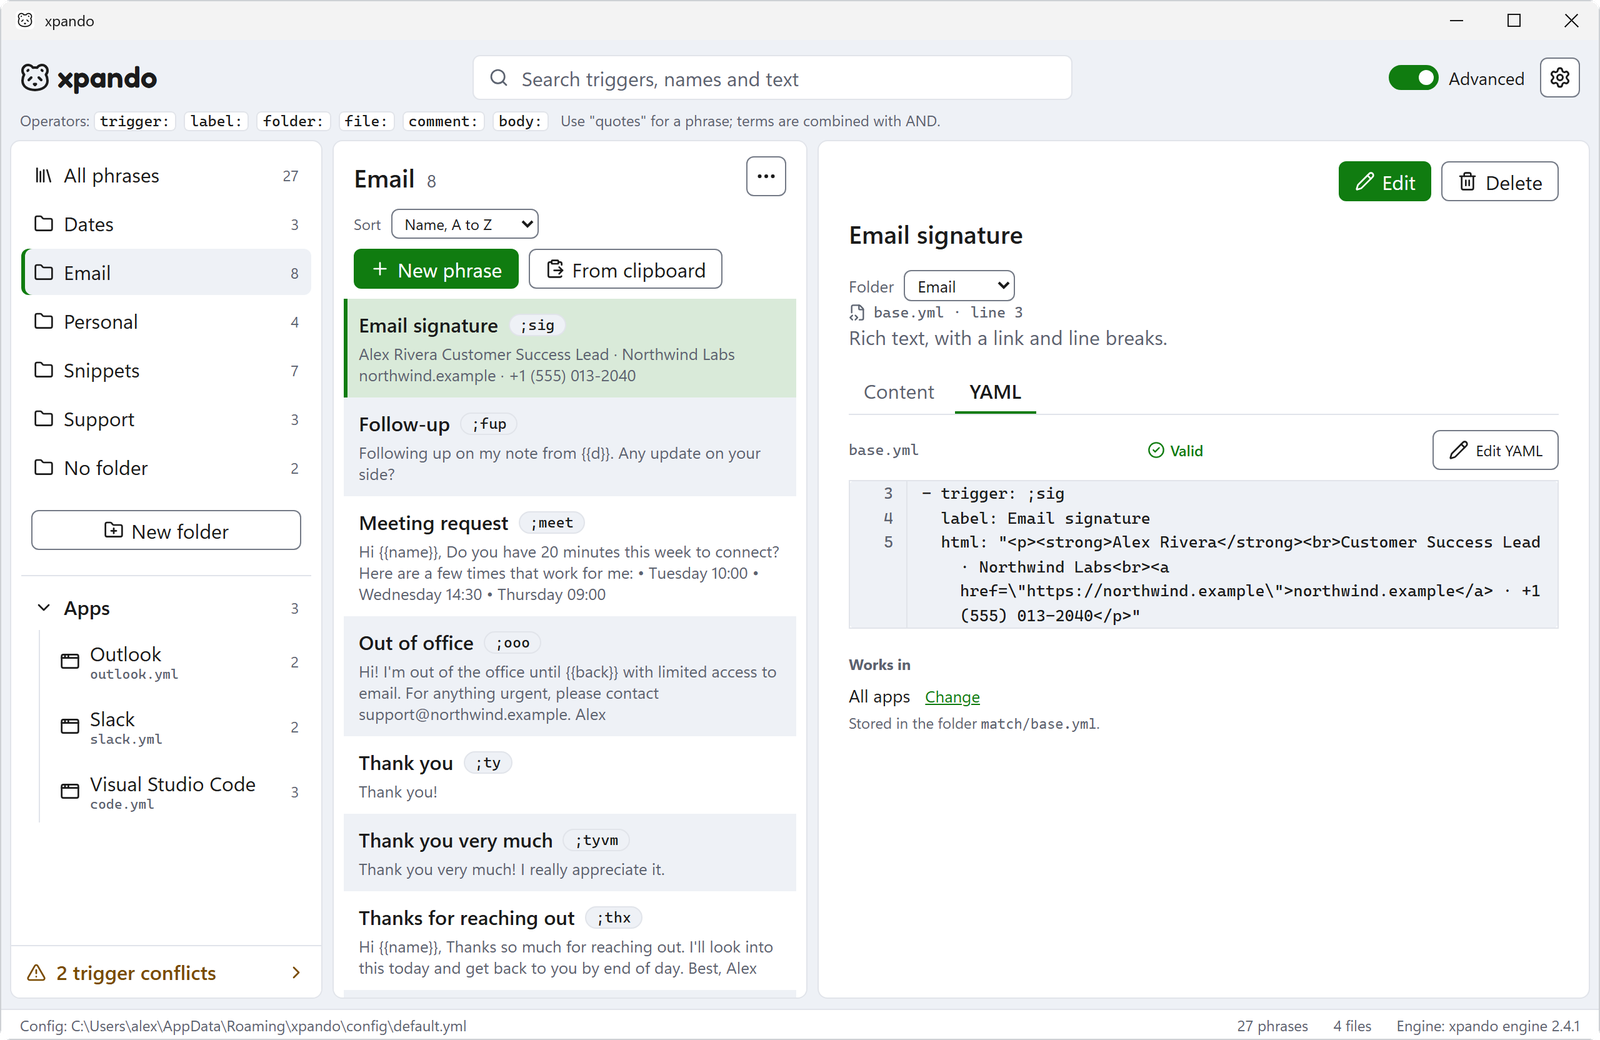 xpando
xpando
Search triggers, names and text
Advanced
Operators: trigger: label: folder: file: comment: body: Use "quotes" for a phrase; terms are combined with AND.
All phrases 27
Dates 3
Email 8
Personal 4
Snippets 7
Support 3
No folder 2
New folder
Apps 3
Outlook 2
outlook.yml
Slack 2
slack.yml
Visual Studio Code 3
code.yml
2 trigger conflicts
Email 8
Sort Name, A to Z
New phrase From clipboard
Email signature ;sig
Alex Rivera Customer Success Lead · Northwind Labs
northwind.example · +1 (555) 013-2040
Follow-up ;fup
Following up on my note from {{d}}. Any update on your
side?
Meeting request ;meet
Hi {{name}}, Do you have 20 minutes this week to connect?
Here are a few times that work for me: • Tuesday 10:00 •
Wednesday 14:30 • Thursday 09:00
Out of office ;ooo
Hi! I'm out of the office until {{back}} with limited access to
email. For anything urgent, please contact
support@northwind.example. Alex
Thank you ;ty
Thank you!
Thank you very much ;tyvm
Thank you very much! I really appreciate it.
Thanks for reaching out ;thx
Hi {{name}}, Thanks so much for reaching out. I'll look into
this today and get back to you by end of day. Best, Alex
Edit Delete
Email signature
Folder Email
base.yml · line 3
Rich text, with a link and line breaks.
Content YAML
base.yml Valid Edit YAML
3 - trigger: ;sig
4 label: Email signature
5 html: "<p><strong>Alex Rivera</strong><br>Customer Success Lead
· Northwind Labs<br><a
href=\"https://northwind.example\">northwind.example</a> · +1
(555) 013-2040</p>"
Works in
All apps Change
Stored in the folder match/base.yml.
Config: C:\Users\alex\AppData\Roaming\xpando\config\default.yml
27 phrases 4 files Engine: xpando engine 2.4.1